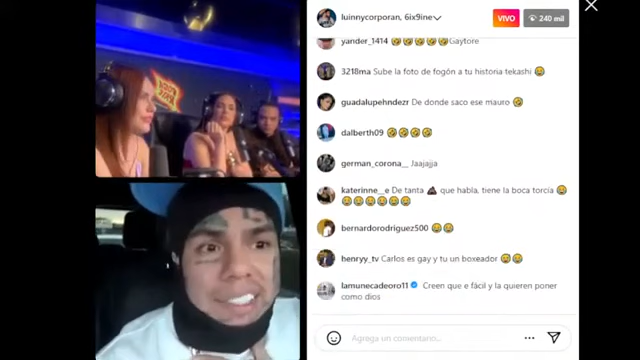 luinnycorporan, 6ix9ine
VIVO
240 mil
yander_1414 🤣🤣🤣🤣🤣Gaytore
3218ma Sube la foto de fogón a tu historia tekashi 😂
guadalupehndezr De donde saco ese mauro 🤣
dalberth09 🤣🤣🤣🤣
german_corona__ Jaajajja
katerinne__e De tanta 💩 que habla, tiene la boca torcía 😂
😂😂😂😂😂😂
bernardorodriguez500 😂😂
henryy_tv Carlos es gay y tu un boxeador 😂😂
lamunecadeoro11 Creen que e fácil y la quieren poner
como dios
Agrega un comentario...